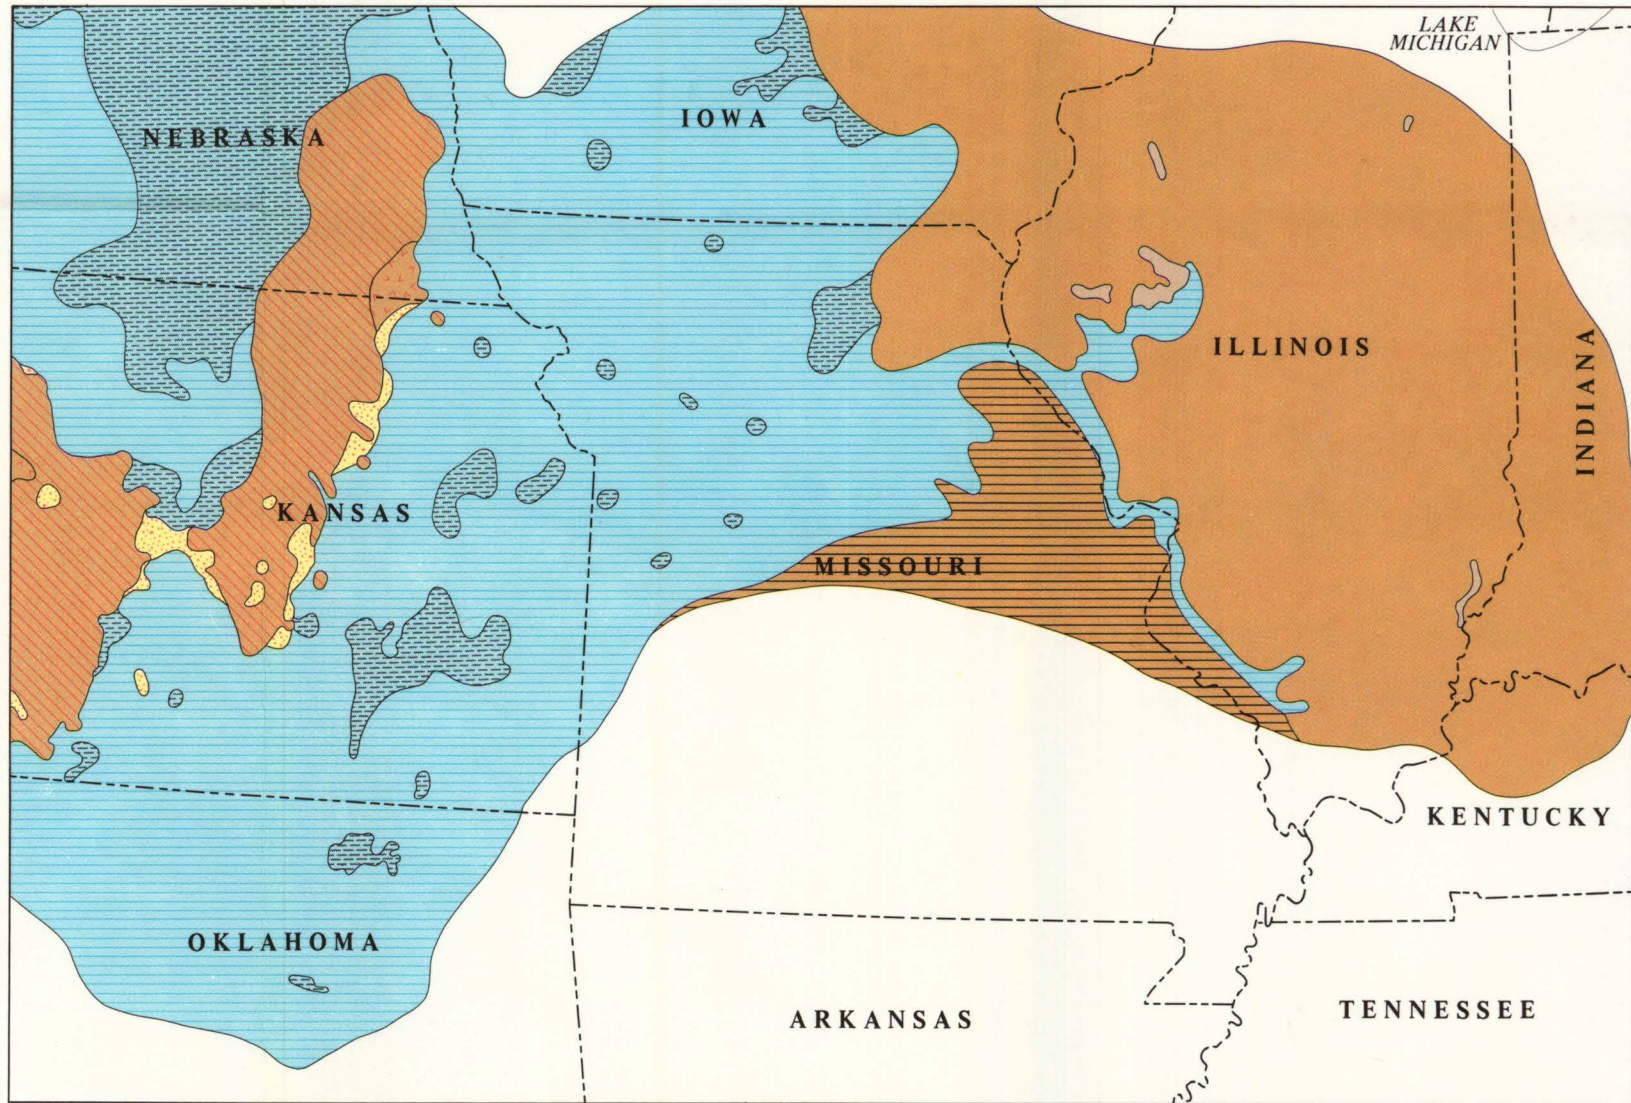 LAKE
MICHIGAN
IOWA
NEBRASKA
ILLINOIS
INDIANA
KANSAS
MISSOURI
KENTUCKY
OKLAHOMA
TENNESSEE
ARKANSAS